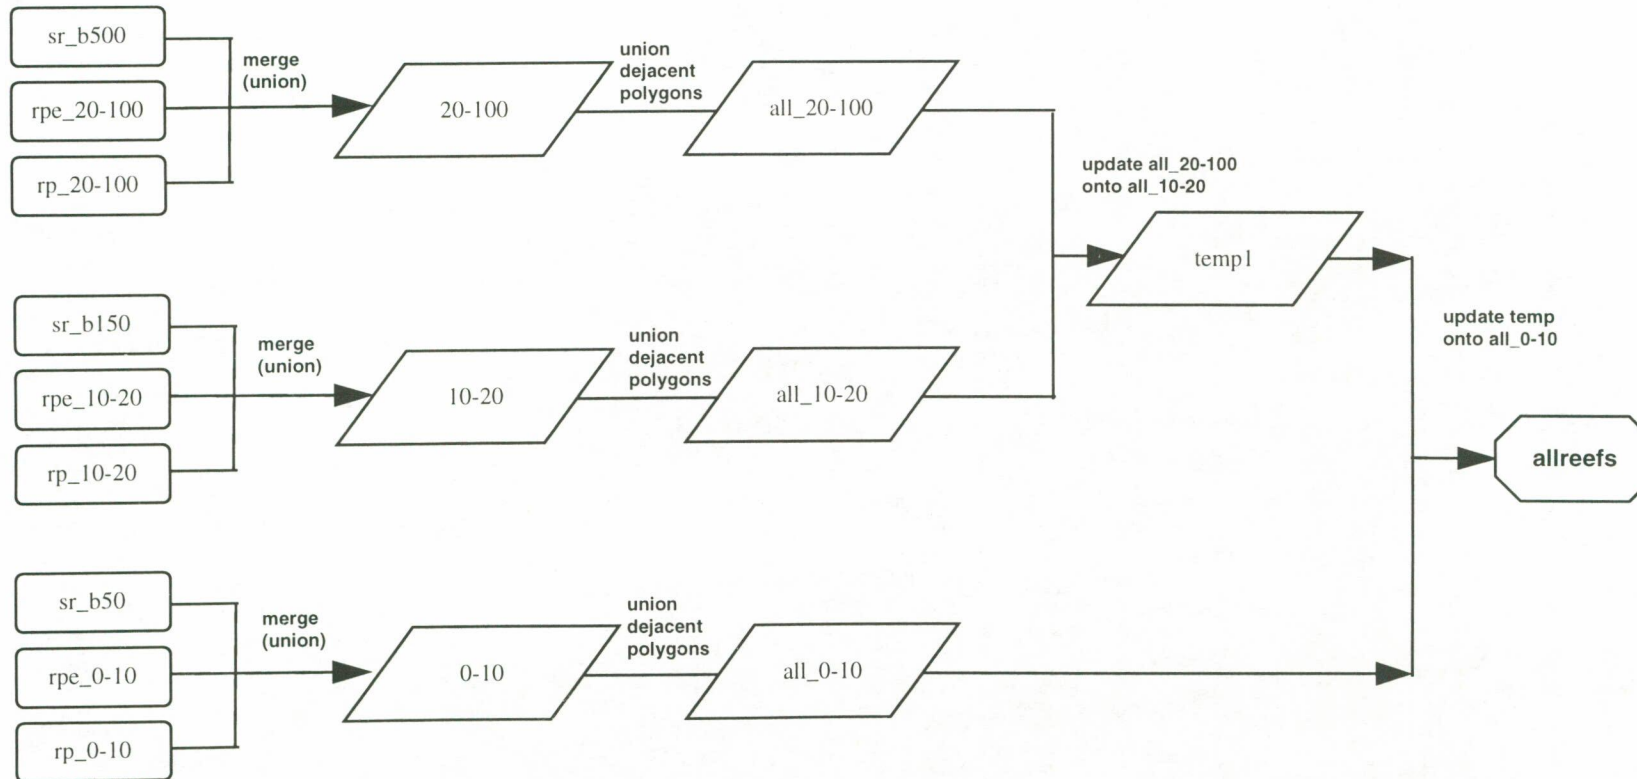 sr_b500
rpe_20-100
rp_20-100
merge
(union)
20-100
union
dejacent
polygons
all_20-100
update all_20-100
onto all_10-20
temp1
sr_b150
rpe_10-20
rp_10-20
merge
(union)
10-20
union
dejacent
polygons
all_10-20
update temp
onto all_0-10
allreefs
sr_b50
rpe_0-10
rp_0-10
merge
(union)
0-10
union
dejacent
polygons
all_0-10